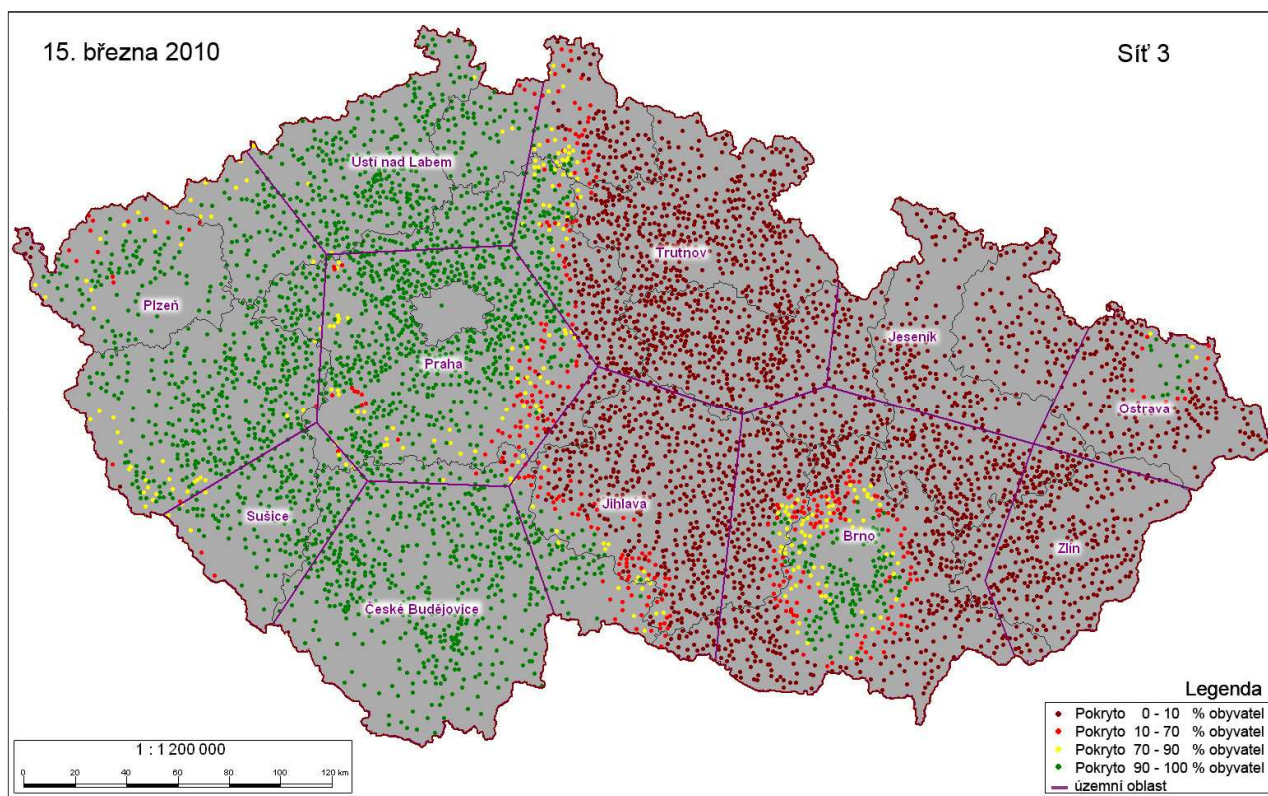 15. března 2010
Síť 3
Ustí nad Labem
Trutnov
Plzeň
Jeseník
Praha
Ostrava
Jihlava
Sušice
Brno
Zlín
České Budějovice
Legenda
Pokryto 0 - 10 % obyvatel
Pokryto 10 - 70 % obyvatel
Pokryto 70 - 90 % obyvatel
Pokryto 90 - 100 % obyvatel
územní oblast
1 : 1 200 000
0 20 40 60 80 100 120 km